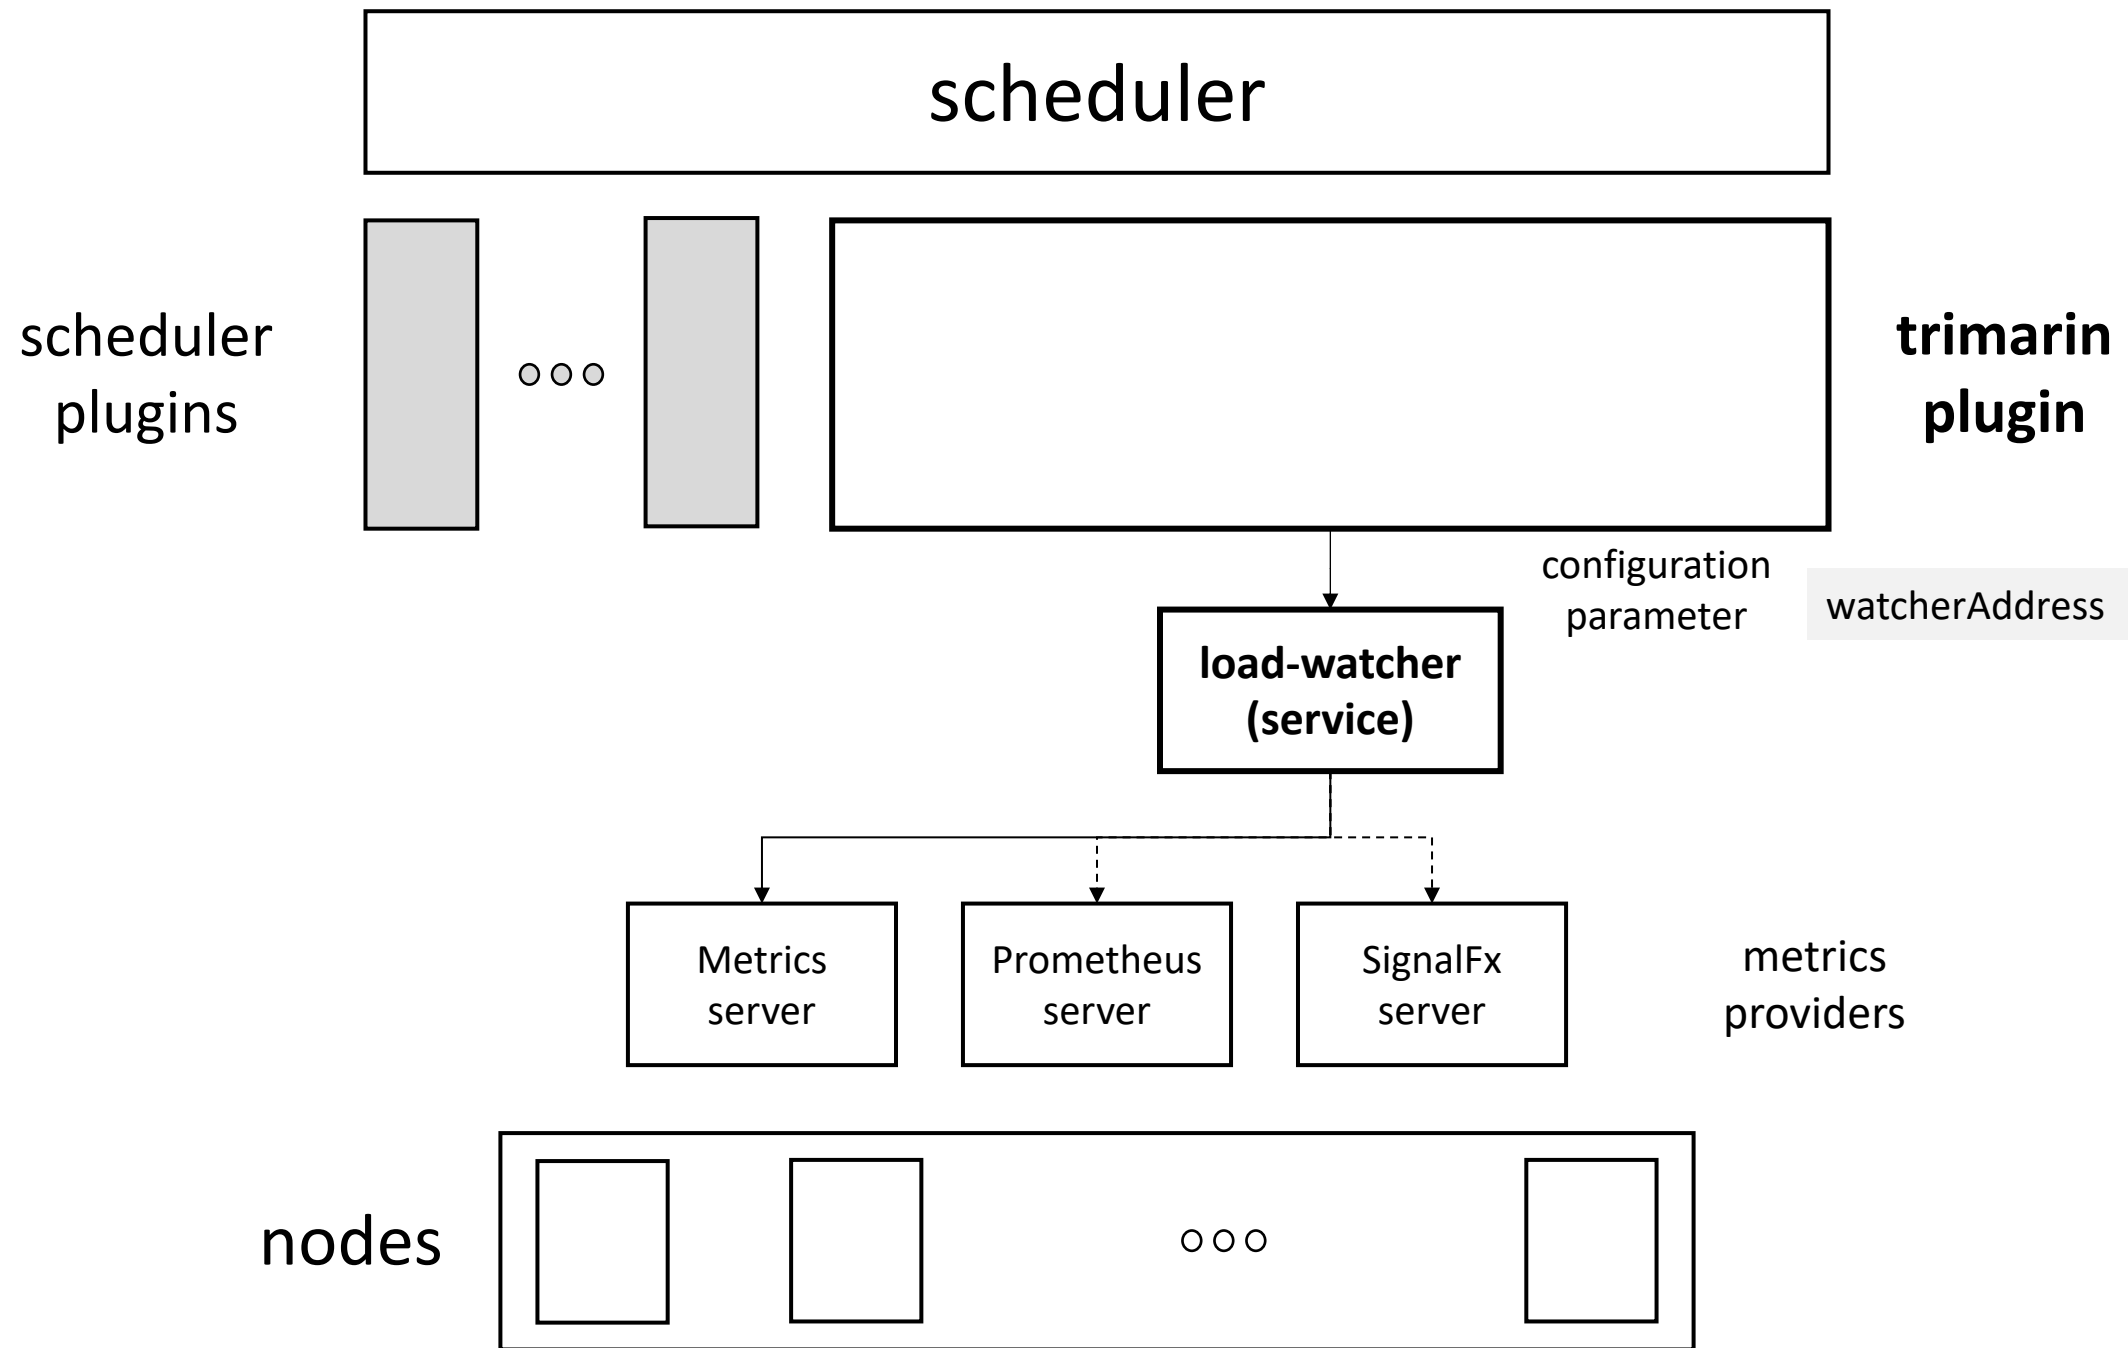 scheduler
scheduler
plugins
trimarin
plugin
configuration
parameter
watcherAddress
load-watcher
(service)
Metrics
server
Prometheus
server
SignalFx
server
metrics
providers
nodes